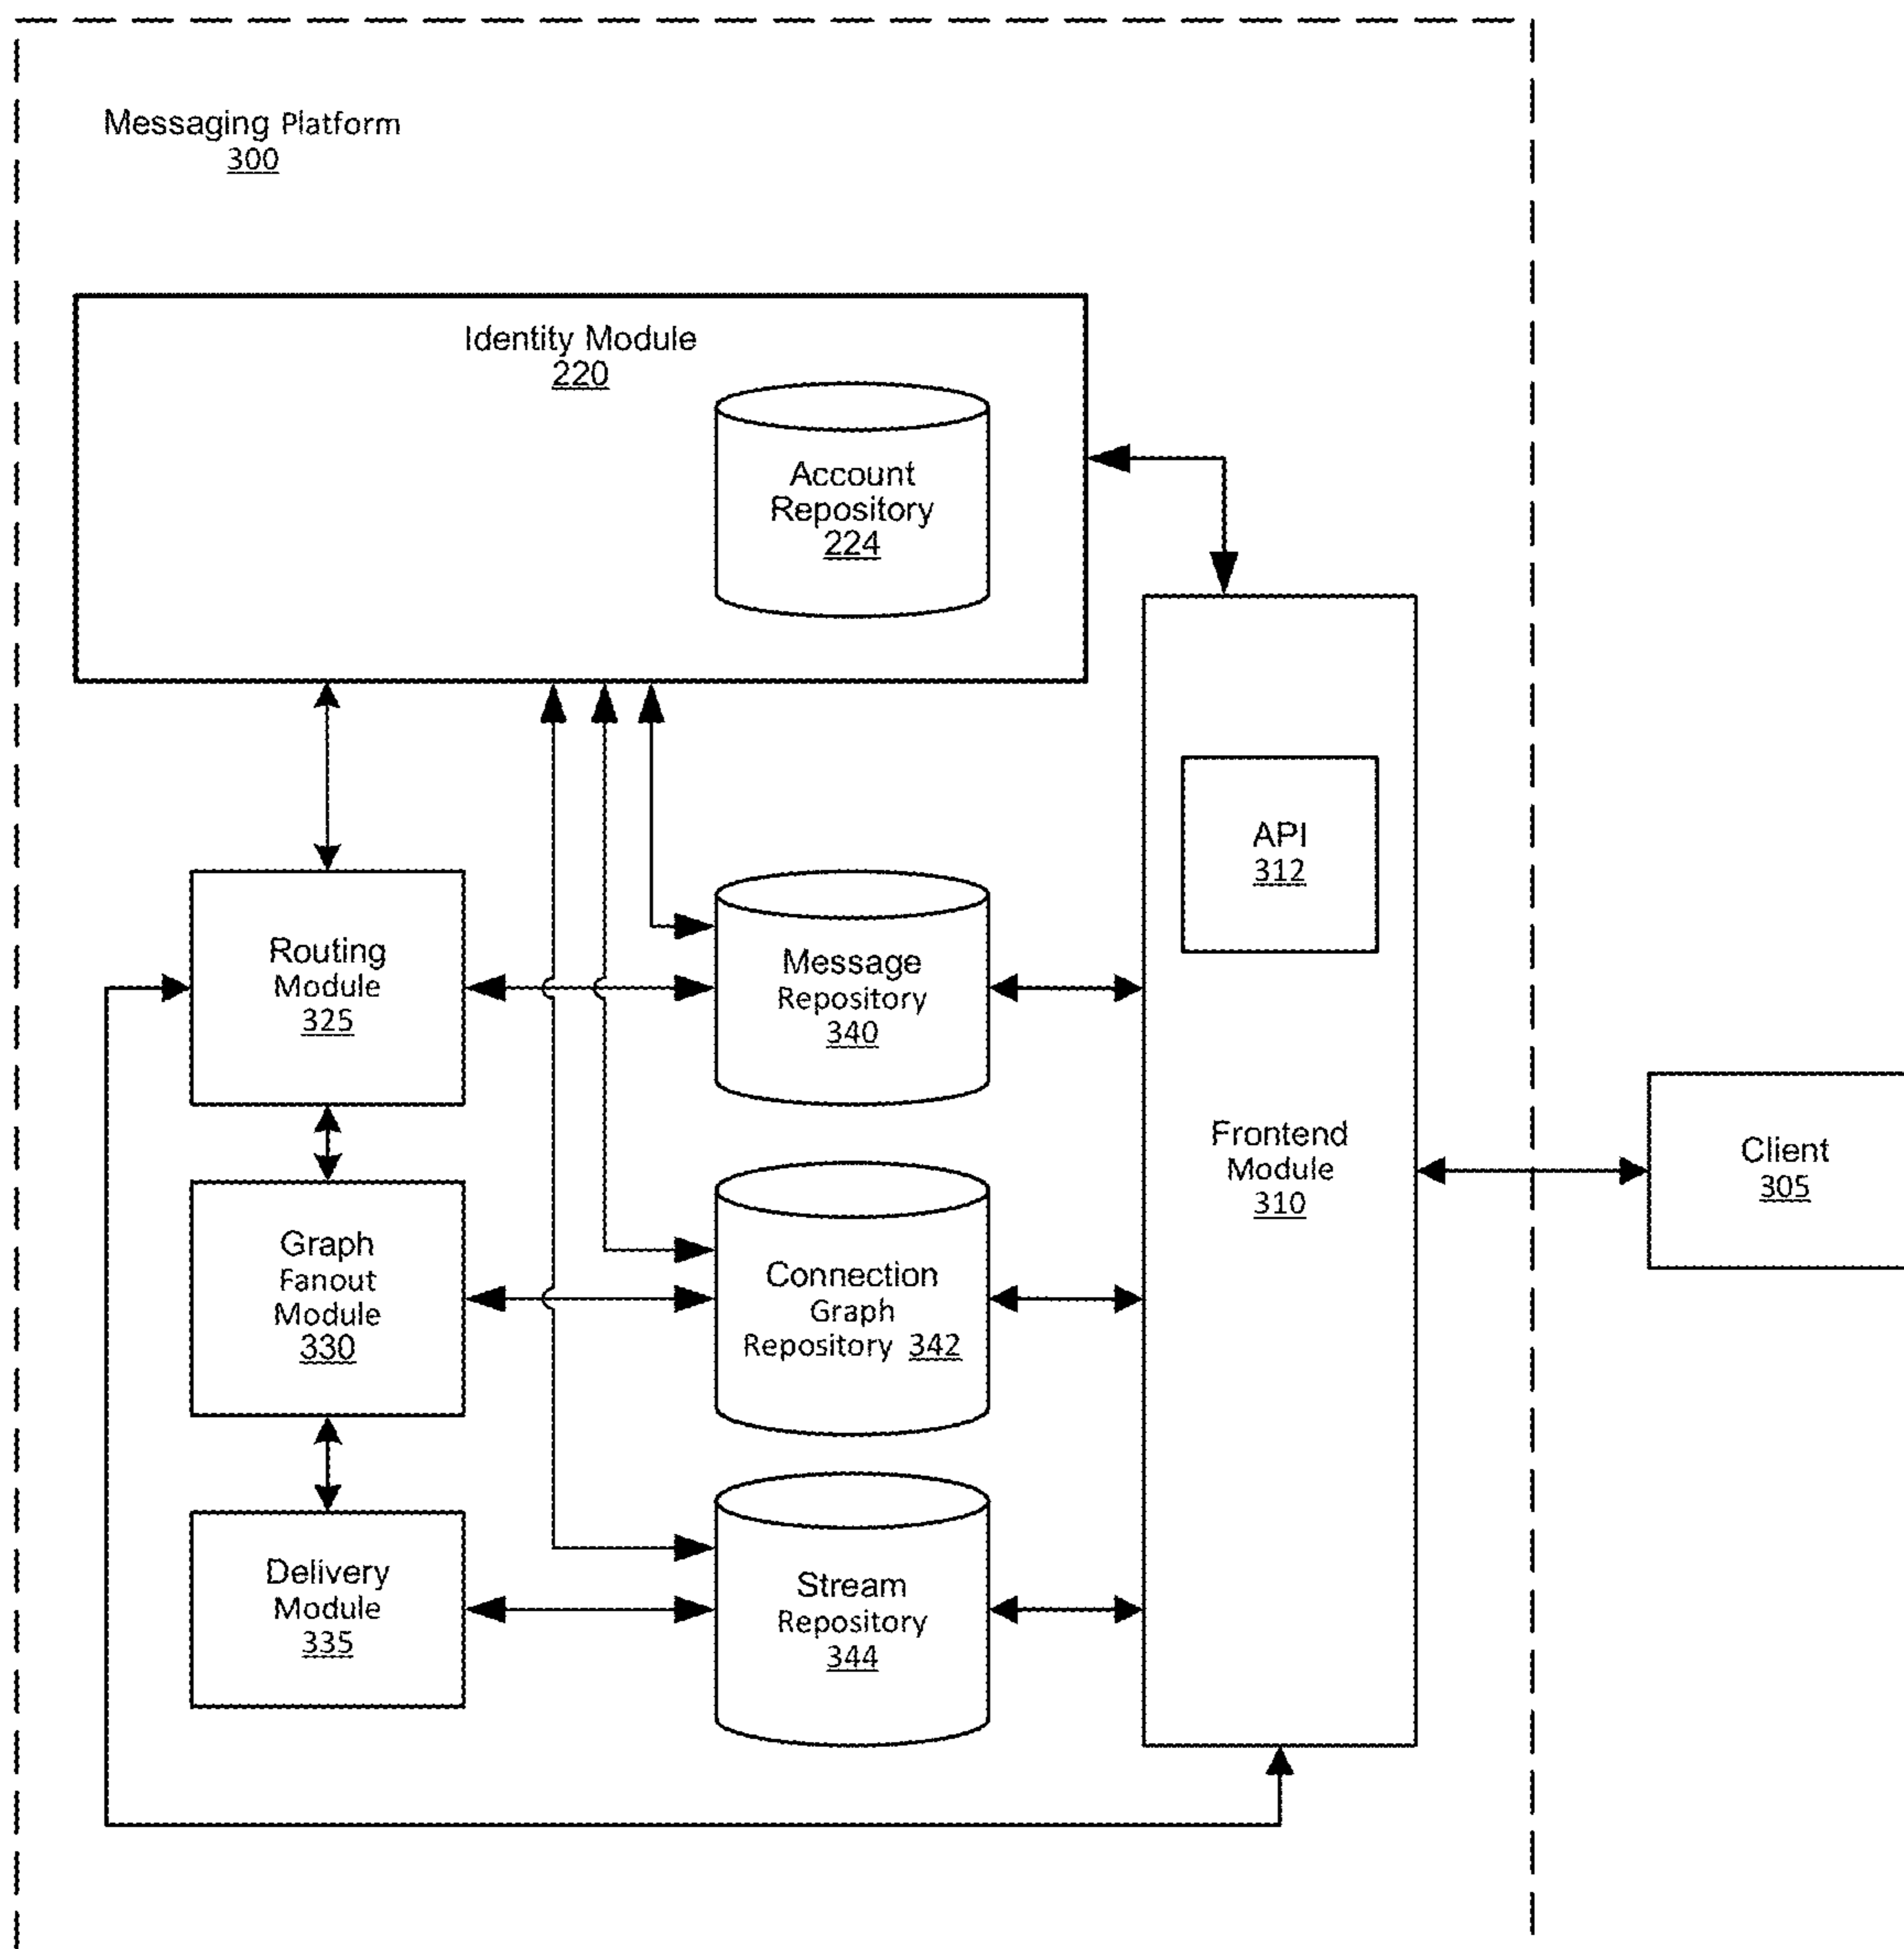 Messaging Platform
300
Identity Module
220
Account
Repository
224
API
312
Routing
Module
325
Message
Repository
340
Frontend
Module
310
Client
305
Graph
Fanout
Module
330
Connection
Graph
Repository 342
Delivery
Module
335
Stream
Repository
344